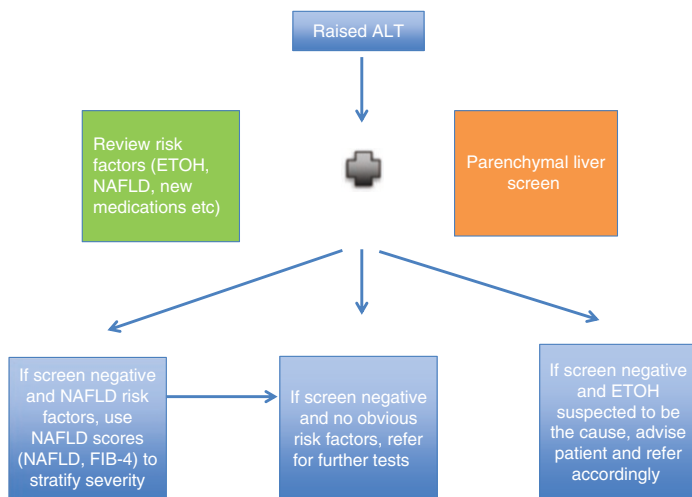 Raised ALT
Review risk
factors (ETOH,
NAFLD, new
medications etc)
Parenchymal liver
screen
If screen negative
and NAFLD risk
factors, use
NAFLD scores
(NAFLD, FIB-4) to
stratify severity
If screen negative
and no obvious
risk factors, refer
for further tests
If screen negative
and ETOH
suspected to be
the cause, advise
patient and refer
accordingly